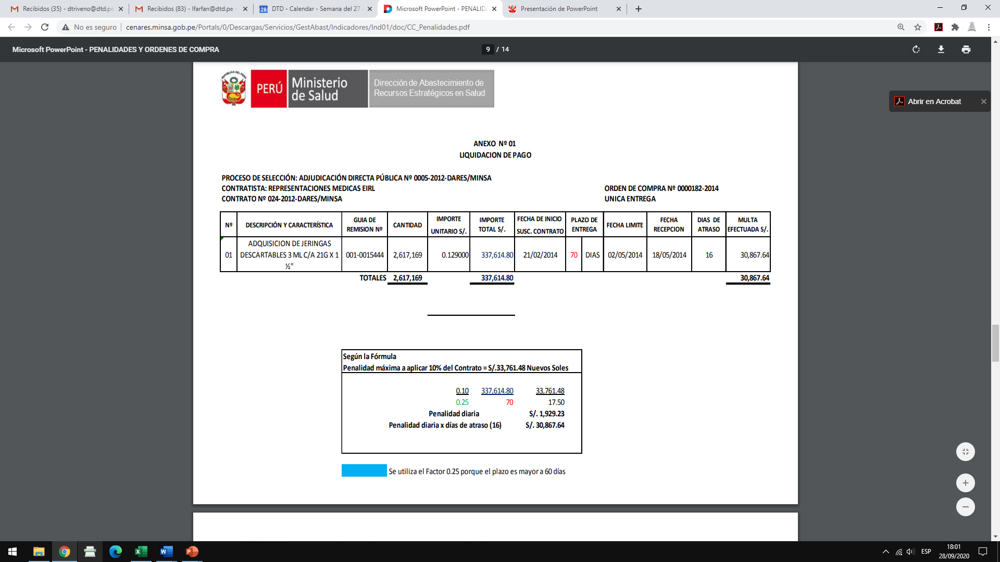 Recibidos (35) - dtriveno@dtd.pe
Recibidos (83) - lfarfan@dtd.pe -
28
DTD - Calendar - Semana del 27
Microsoft PowerPoint - PENALID
Presentación de PowerPoint
No es seguro
cenares.minsa.gob.pe/Portals/0/Descargas/Servicios/GestAbast/Indicadores/Ind01/doc/CC_Penalidades.pdf
Microsoft PowerPoint - PENALIDADES Y ORDENES DE COMPRA
9 / 14
REPUBLICA DEL PERU
PERÚ
Ministerio
de Salud
Dirección de Abastecimiento de
Recursos Estratégicos en Salud
Abrir en Acrobat
ANEXO Nº 01
LIQUIDACION DE PAGO
PROCESO DE SELECCIÓN: ADJUDICACIÓN DIRECTA PÚBLICA Nº 0005-2012-DARES/MINSA
CONTRATISTA: REPRESENTACIONES MEDICAS EIRL
ORDEN DE COMPRA Nº 0000182-2014
CONTRATO Nº 024-2012-DARES/MINSA
UNICA ENTREGA
Nº
DESCRIPCIÓN Y CARACTERÍSTICA
GUIA DE
REMISION Nº
CANTIDAD
IMPORTE
UNITARIO S/.
IMPORTE
TOTAL S/.
FECHA DE INICIO
SUSC. CONTRATO
PLAZO DE
ENTREGA
FECHA LIMITE
FECHA
RECEPCION
DIAS DE
ATRASO
MULTA
EFECTUADA S/.
01
ADQUISICION DE JERINGAS
DESCARTABLES 3 ML C/A 21G X 1
½"
001-0015444
2,617,169
0.129000
337,614.80
21/02/2014
70
DIAS
02/05/2014
18/05/2014
16
30,867.64
TOTALES 2,617,169 337,614.80 30,867.64
Según la Fórmula
Penalidad máxima a aplicar 10% del Contrato = S/.33,761.48 Nuevos Soles
0.10 337,614.80 33,761.48
0.25 70 17.50
Penalidad diaria S/. 1,929.23
Penalidad diaria x días de atraso (16) S/. 30,867.64
Se utiliza el Factor 0.25 porque el plazo es mayor a 60 días
ESP
18:01
28/09/2020